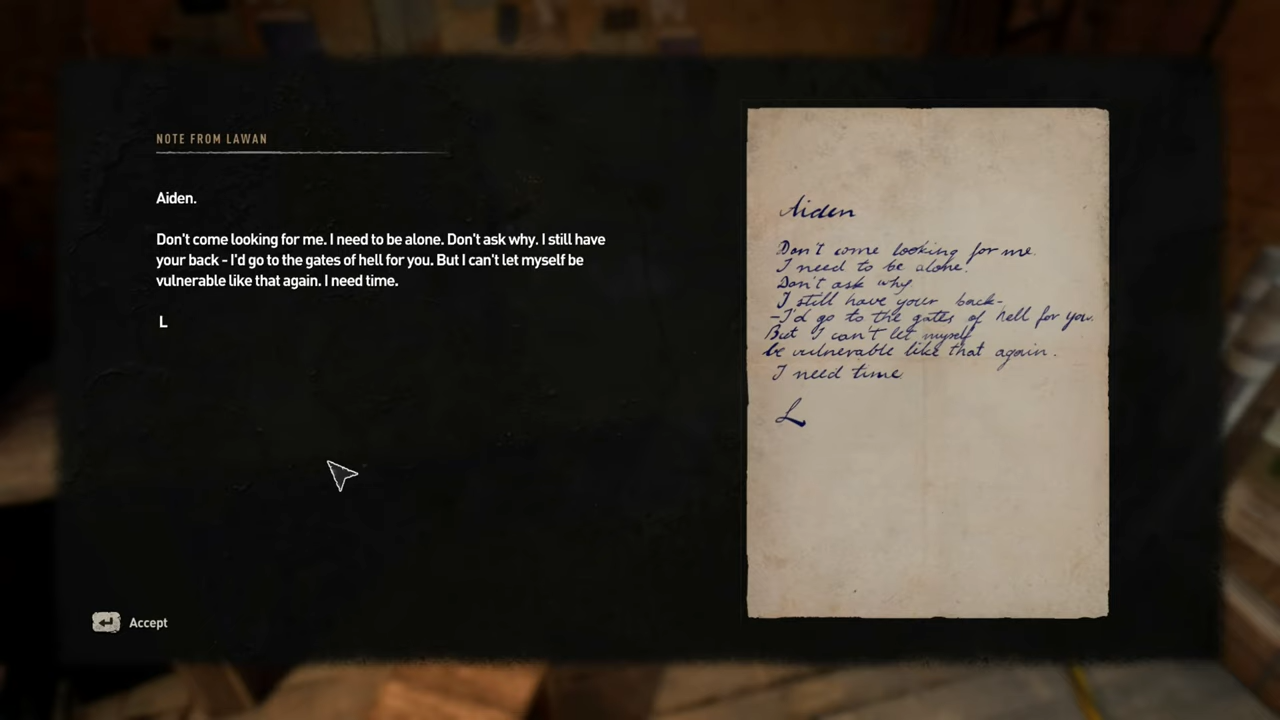 NOTE FROM LAWAN
Aiden.
Don't come looking for me. I need to be alone. Don't ask why. I still have
your back - I'd go to the gates of hell for you. But I can't let myself be
vulnerable like that again. I need time.
L
Accept
Aiden
Don't come looking for me.
I need to be alone.
Don't ask why
I still have your back-
-I'd go to the gates of hell for you.
But I can't let myself
be vulnerable like that again.
I need time
L